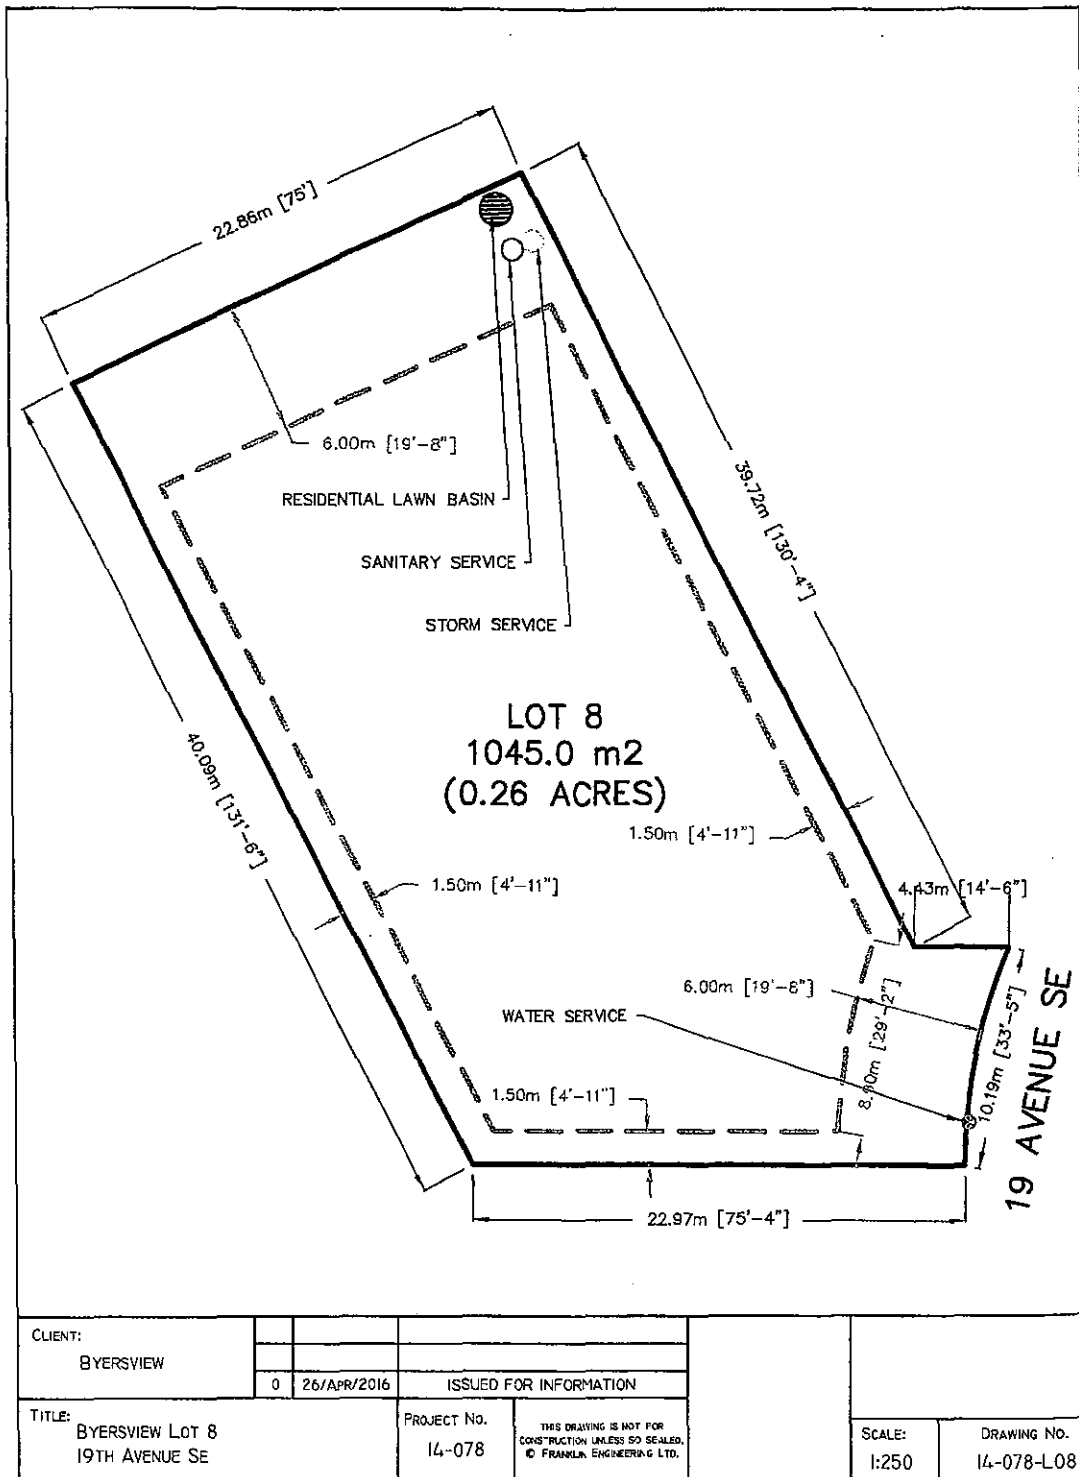 22.86m [75']
6.00m [19'-8"]
RESIDENTIAL LAWN BASIN
SANITARY SERVICE
STORM SERVICE
39.72m [130'-4"]
40.09m [131'-6"]
LOT 8
1045.0 m2
(0.26 ACRES)
1.50m [4'-11"]
1.50m [4'-11"]
4.43m [14'-6"]
6.00m [19'-8"]
WATER SERVICE
[29'-2"]
10.19m [33'-5"]
19 AVENUE SE
1.50m [4'-11"]
22.97m [75'-4"]
CLIENT:
BYERSVIEW
0 26/APR/2016 ISSUED FOR INFORMATION
TITLE:
BYERSVIEW LOT 8
19TH AVENUE SE
PROJECT NO.
14-078
THIS DRAWING IS NOT FOR
CONSTRUCTION UNLESS SO SEALED.
© FRANKLIN ENGINEERING LTD.
SCALE:
1:250
DRAWING NO.
14-078-L08